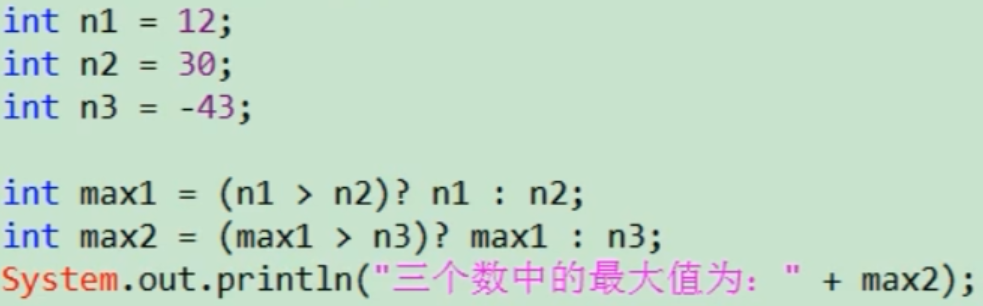 int n1 = 12;
int n2 = 30;
int n3 = -43;
int max1 = (n1 > n2)? n1 : n2;
int max2 = (max1 > n3)? max1 : n3;
System.out.println("三个数中的最大值为：" + max2);